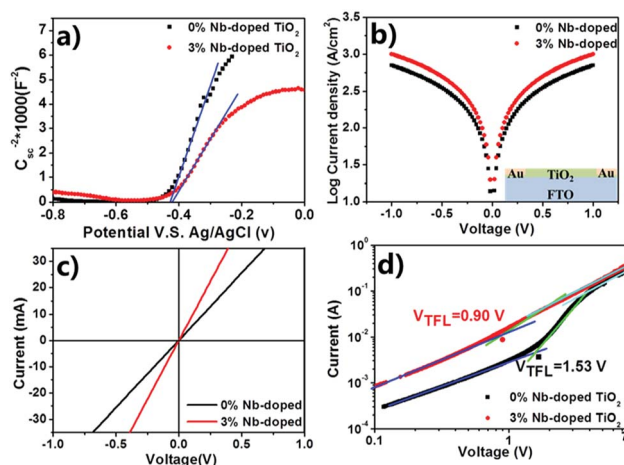 a)
0% Nb-doped TiO2
3% Nb-doped TiO2
Csc-2*1000(F-2)
7
6
5
4
3
2
1
0
-0.8 -0.6 -0.4 -0.2 0.0
Potential V.S. Ag/AgCl (v)
b)
0% Nb-doped
3% Nb-doped
Log Current density (A/cm2)
3.0
2.5
2.0
1.5
1.0
Au TiO2 Au
FTO
-1.0 -0.5 0.0 0.5 1.0
Voltage (V)
c)
Current (mA)
30
20
10
0
-10
-20
-30
0% Nb-doped
3% Nb-doped
-1.0 -0.5 0.0 0.5 1.0
Voltage(V)
d)
Current (A)
100
10-1
10-2
10-3
10-4
VTFL=0.90 V
VTFL=1.53 V
0% Nb-doped TiO2
3% Nb-doped TiO2
0.1 1
Voltage (V)